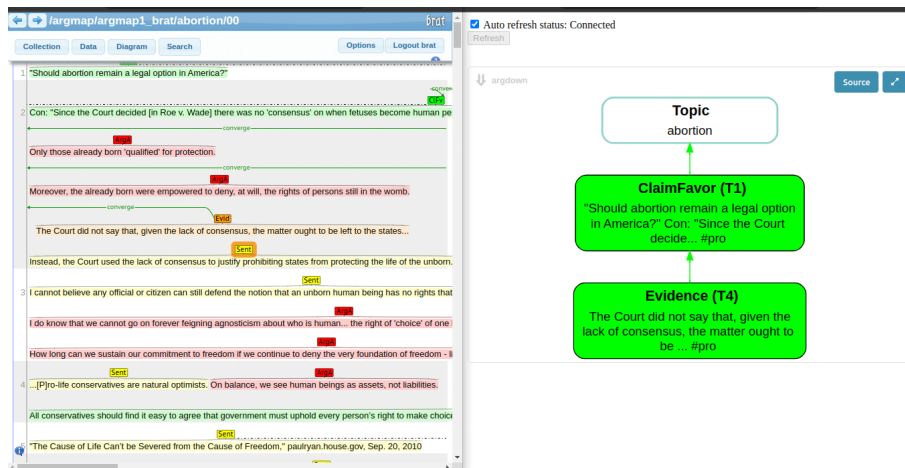 /argmap/argmap1_brat/abortion/00
brat
Collection
Data
Diagram
Search
Options
Logout brat
1 "Should abortion remain a legal option in America?"
ClFv
2 Con: "Since the Court decided [in Roe v. Wade] there was no 'consensus' on when fetuses become human pe
converge
ArgA
Only those already born 'qualified' for protection.
converge
ArgA
Moreover, the already born were empowered to deny, at will, the rights of persons still in the womb.
converge
Evid
The Court did not say that, given the lack of consensus, the matter ought to be left to the states...
Sent
Instead, the Court used the lack of consensus to justify prohibiting states from protecting the life of the unborn.
Sent
3 I cannot believe any official or citizen can still defend the notion that an unborn human being has no rights that
ArgA
I do know that we cannot go on forever feigning agnosticism about who is human... the right of 'choice' of one
ArgA
How long can we sustain our commitment to freedom if we continue to deny the very foundation of freedom - li
Sent ArgA
4 ...[P]ro-life conservatives are natural optimists. On balance, we see human beings as assets, not liabilities.
All conservatives should find it easy to agree that government must uphold every person's right to make choice
Sent
"The Cause of Life Can't be Severed from the Cause of Freedom," paulryan.house.gov, Sep. 20, 2010
Auto refresh status: Connected
Refresh
argdown
Source
Topic
abortion
ClaimFavor (T1)
"Should abortion remain a legal option
in America?" Con: "Since the Court
decide... #pro
Evidence (T4)
The Court did not say that, given the
lack of consensus, the matter ought to
be ... #pro